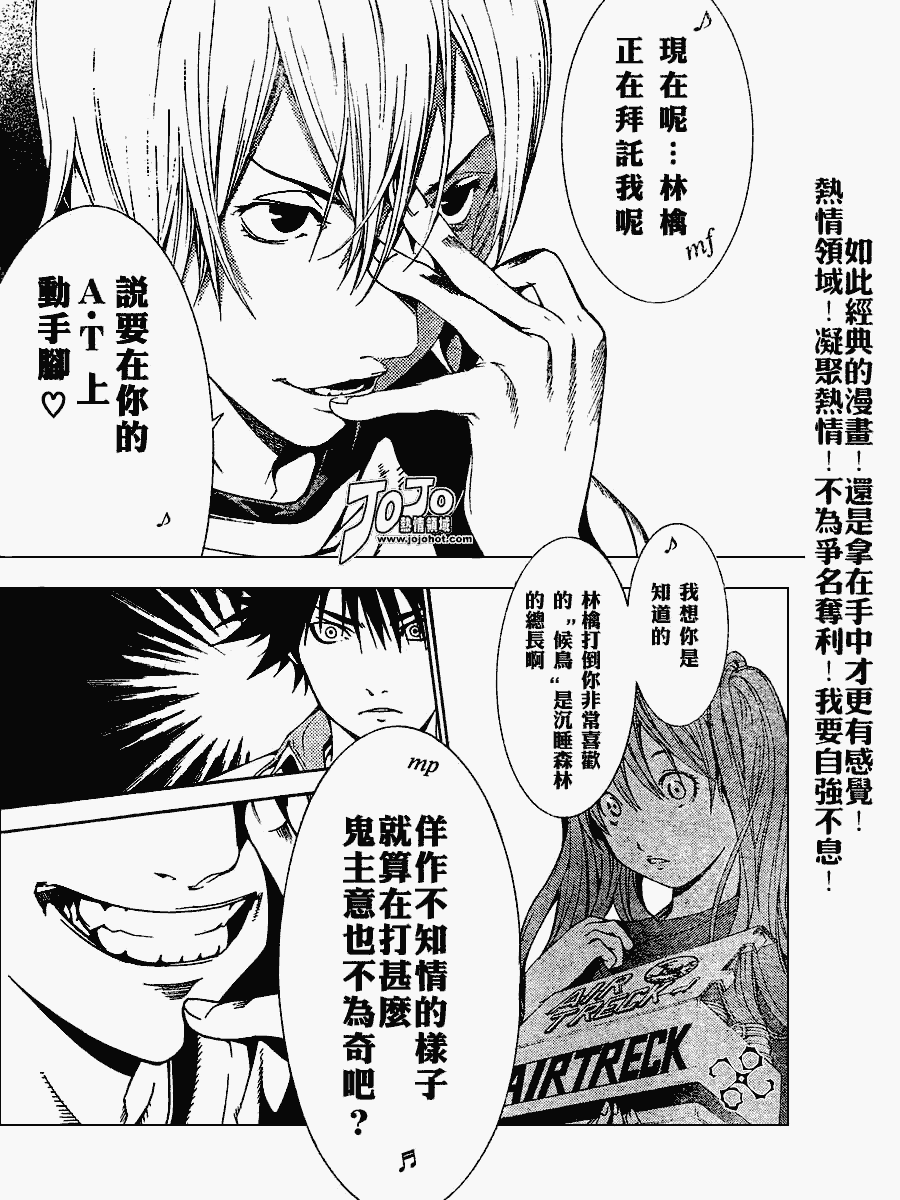 現在呢…林檎
正在拜託我呢
mf
說要在你的
A・T上
動手腳♡
JOJO
熱情領域
www.jojohot.com
我想你是
知道的
林檎打倒你非常喜歡
的〝候鳥〞是沉睡森林
的總長啊
mp
佯作不知情的樣子
就算在打甚麼
鬼主意也不為奇吧？
AIR
TRECK
AIRTRECK
如此經典的漫畫！還是拿在手中才更有感覺！
熱情領域！凝聚熱情！不為爭名奪利！我要自強不息！